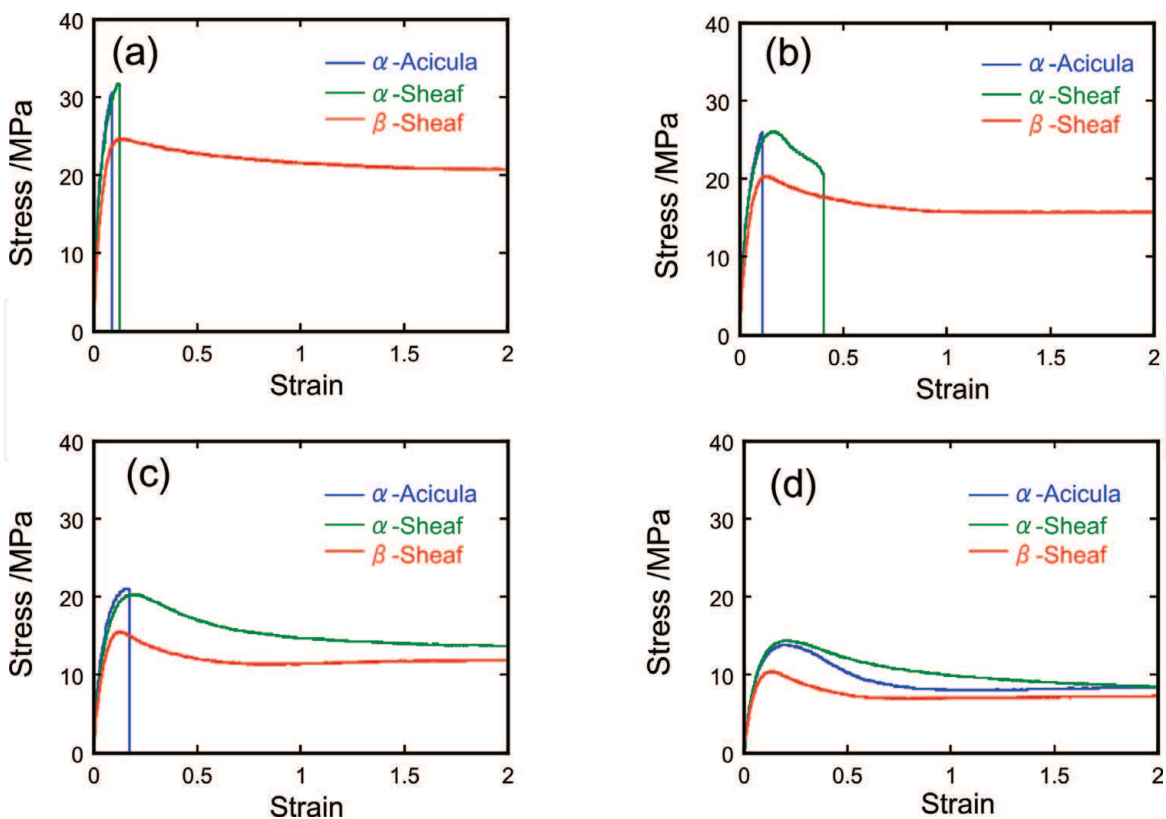 (a)
α-Acicula
α-Sheaf
β-Sheaf
Stress /MPa
40
30
20
10
0
0 0.5 1 1.5 2
Strain
(b)
α-Acicula
α-Sheaf
β-Sheaf
Stress /MPa
40
30
20
10
0
0 0.5 1 1.5 2
Strain
(c)
α-Acicula
α-Sheaf
β-Sheaf
Stress /MPa
40
30
20
10
0
0 0.5 1 1.5 2
Strain
(d)
α-Acicula
α-Sheaf
β-Sheaf
Stress /MPa
40
30
20
10
0
0 0.5 1 1.5 2
Strain